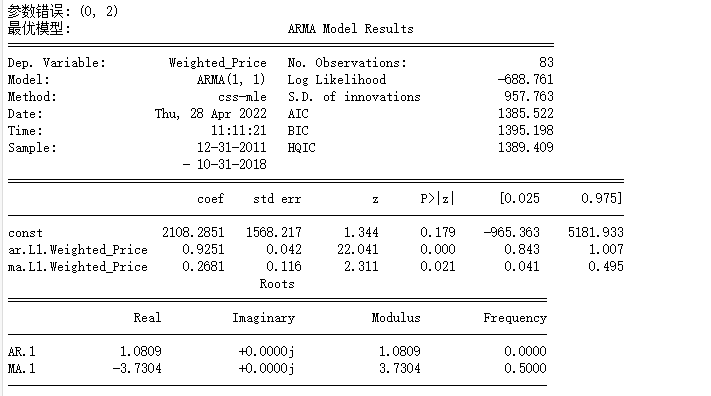 参数错误: (0, 2)
最优模型: ARMA Model Results
Dep. Variable: Weighted_Price No. Observations: 83
Model: ARMA(1, 1) Log Likelihood -688.761
Method: css-mle S.D. of innovations 957.763
Date: Thu, 28 Apr 2022 AIC 1385.522
Time: 11:11:21 BIC 1395.198
Sample: 12-31-2011 HQIC 1389.409
- 10-31-2018
coef std err z P>|z| [0.025 0.975]
const 2108.2851 1568.217 1.344 0.179 -965.363 5181.933
ar.L1.Weighted_Price 0.9251 0.042 22.041 0.000 0.843 1.007
ma.L1.Weighted_Price 0.2681 0.116 2.311 0.021 0.041 0.495
Roots
Real Imaginary Modulus Frequency
AR.1 1.0809 +0.0000j 1.0809 0.0000
MA.1 -3.7304 +0.0000j 3.7304 0.5000